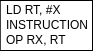 LD RT, #X
INSTRUCTION
OP RX, RT